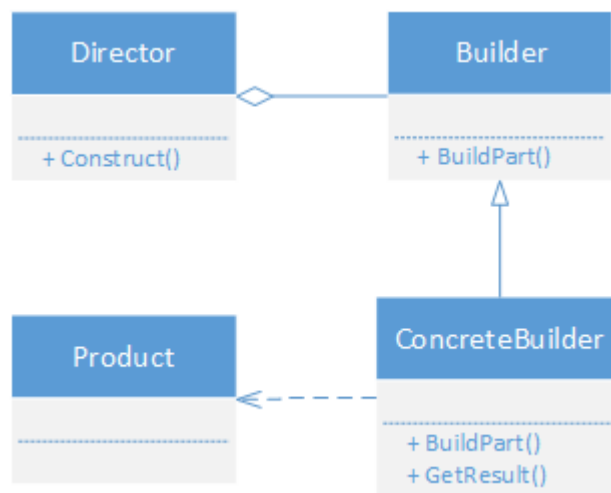 Director
+ Construct()
Builder
+ BuildPart()
Product
ConcreteBuilder
+ BuildPart()
+ GetResult()